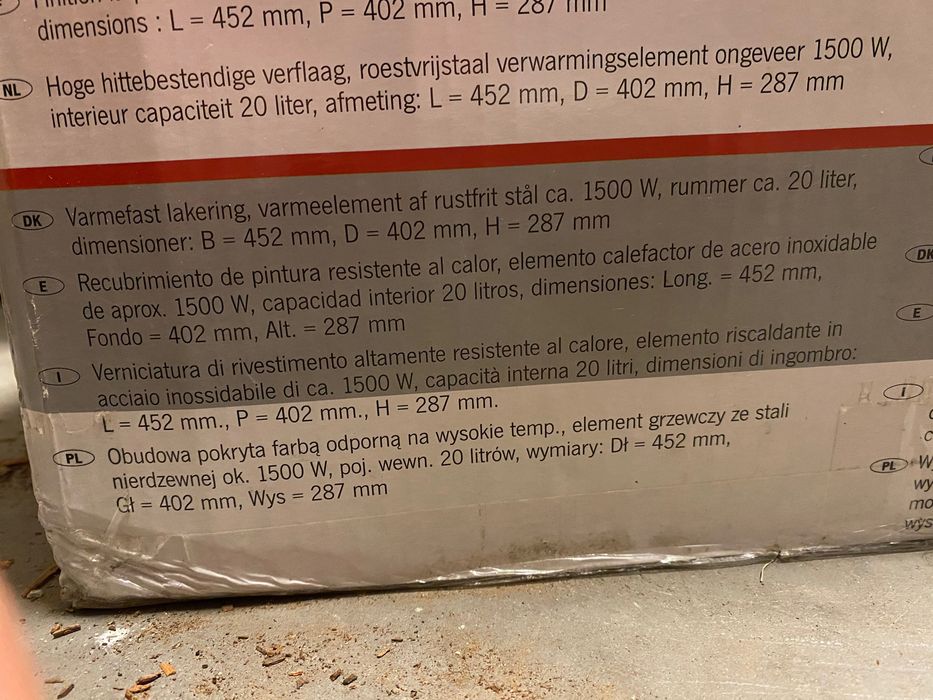 dimensions : L = 452 mm, P = 402 mm, H = 287 mm
NL Hoge hittebestendige verflaag, roestvrijstaal verwarmingselement ongeveer 1500 W,
interieur capaciteit 20 liter, afmeting: L = 452 mm, D = 402 mm, H = 287 mm
DK Varmefast lakering, varmeelement af rustfrit stål ca. 1500 W, rummer ca. 20 liter,
dimensioner: B = 452 mm, D = 402 mm, H = 287 mm
E Recubrimiento de pintura resistente al calor, elemento calefactor de acero inoxidable
de aprox. 1500 W, capacidad interior 20 litros, dimensiones: Long. = 452 mm,
Fondo = 402 mm, Alt. = 287 mm
I Verniciatura di rivestimento altamente resistente al calore, elemento riscaldante in
acciaio inossidabile di ca. 1500 W, capacità interna 20 litri, dimensioni di ingombro:
L = 452 mm., P = 402 mm., H = 287 mm.
PL Obudowa pokryta farbą odporną na wysokie temp., element grzewczy ze stali
nierdzewnej ok. 1500 W, poj. wewn. 20 litrów, wymiary: Dł = 452 mm,
Gł = 402 mm, Wys = 287 mm
DK
E
I
PL